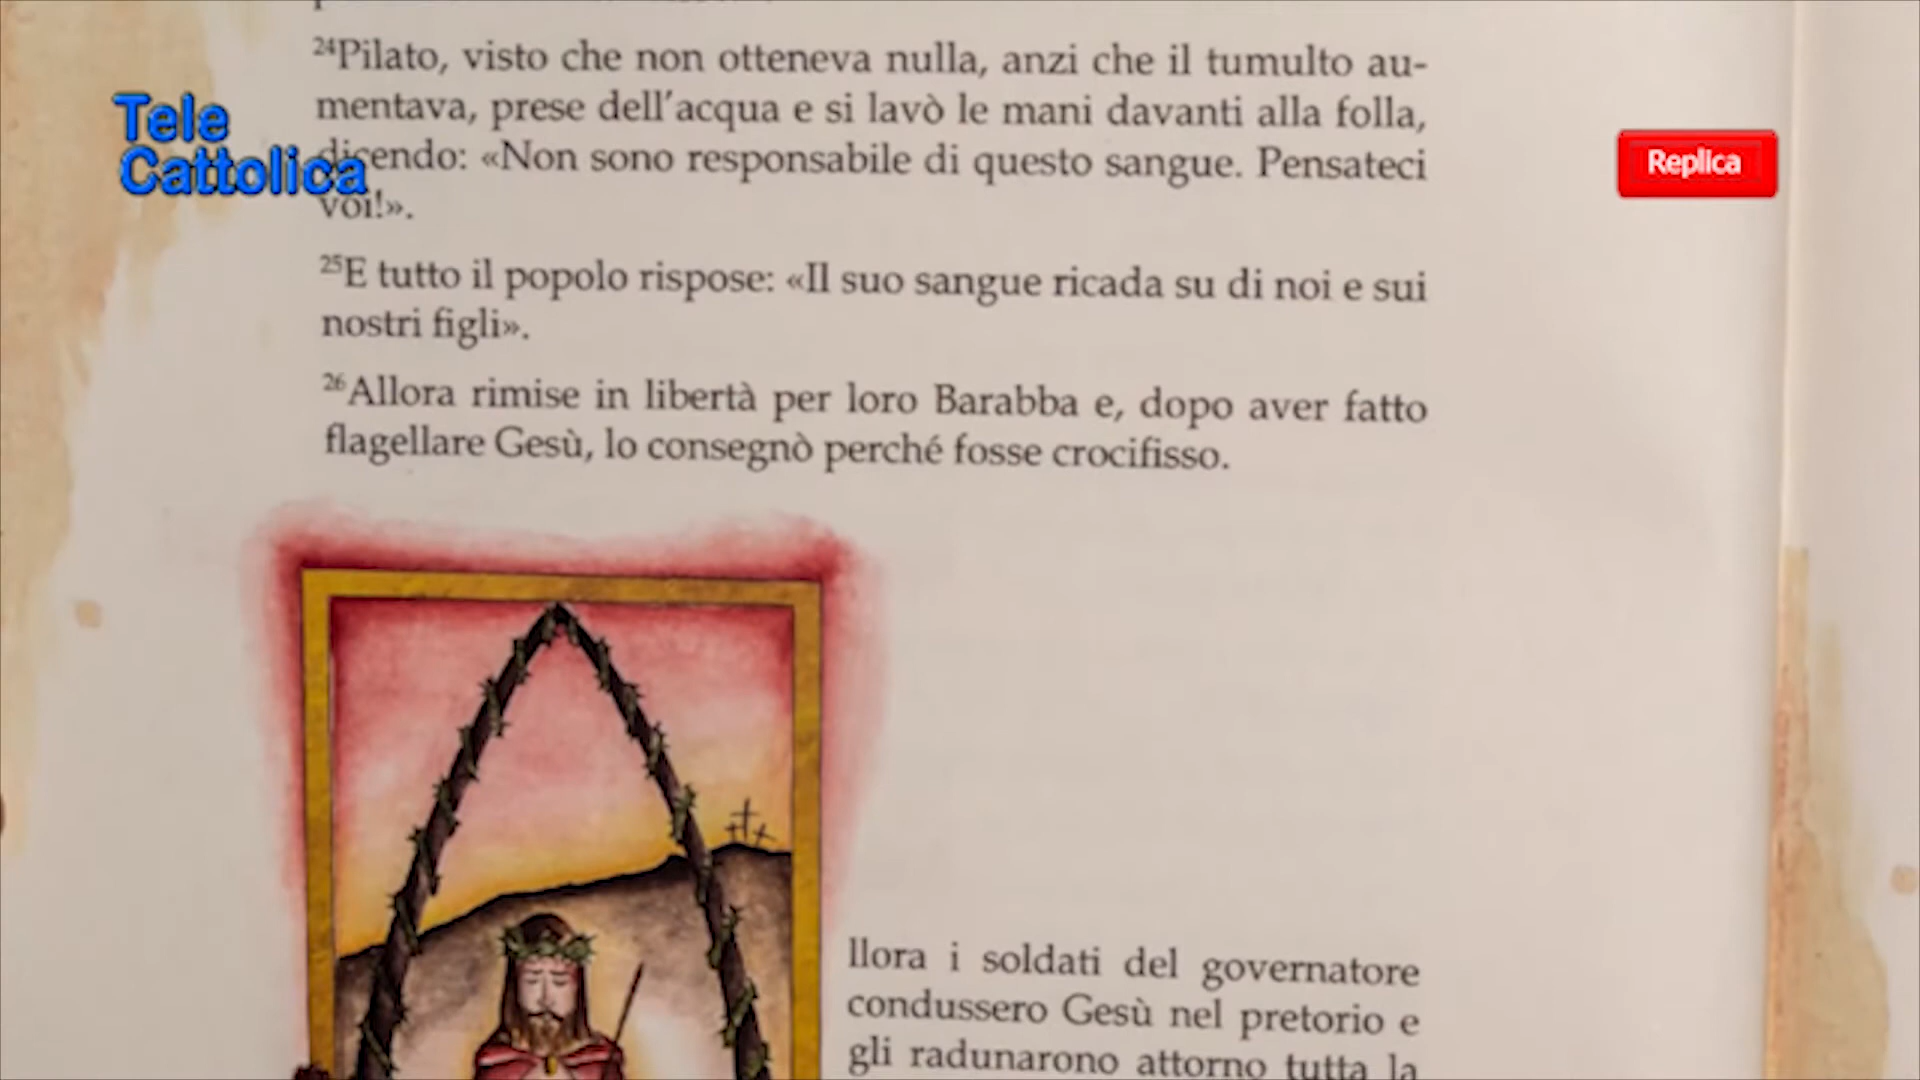 ²⁴Pilato, visto che non otteneva nulla, anzi che il tumulto au-
mentava, prese dell'acqua e si lavò le mani davanti alla folla,
dicendo: «Non sono responsabile di questo sangue. Pensateci
voi!».
²⁵E tutto il popolo rispose: «Il suo sangue ricada su di noi e sui
nostri figli».
²⁶Allora rimise in libertà per loro Barabba e, dopo aver fatto
flagellare Gesù, lo consegnò perché fosse crocifisso.
llora i soldati del governatore
condussero Gesù nel pretorio e
gli radunarono attorno tutta la
Tele
Cattolica
Replica